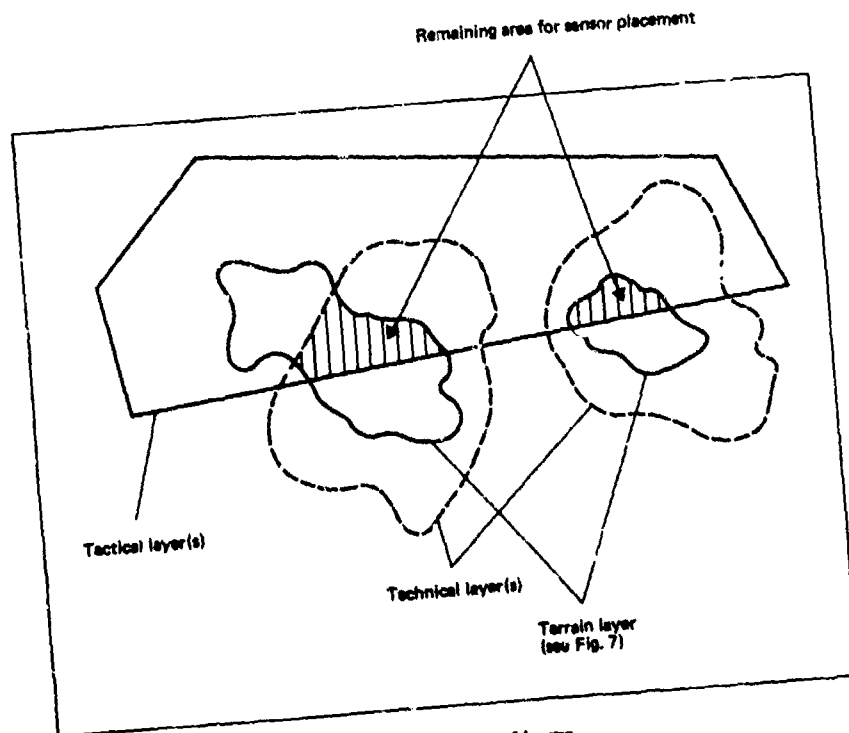 Remaining area for sensor placement
Tactical layer(s)
Technical layer(s)
Terrain layer
(see Fig. 7)